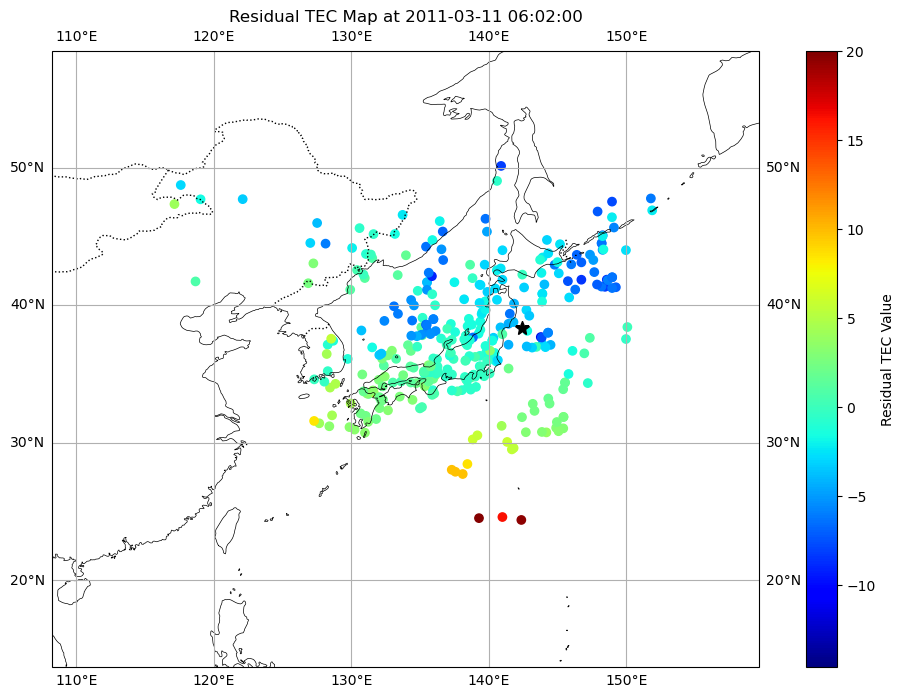 Residual TEC Map at 2011-03-11 06:02:00
110°E 120°E 130°E 140°E 150°E
20
15
10
5
0
−5
−10
Residual TEC Value
50°N 50°N
40°N 40°N
30°N 30°N
20°N 20°N
110°E 120°E 130°E 140°E 150°E